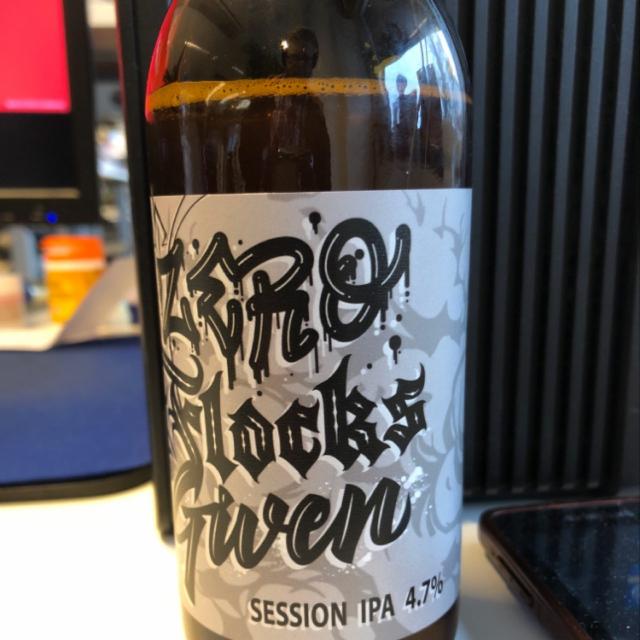 ZERO
Flocks
Given
SESSION IPA 4.7%